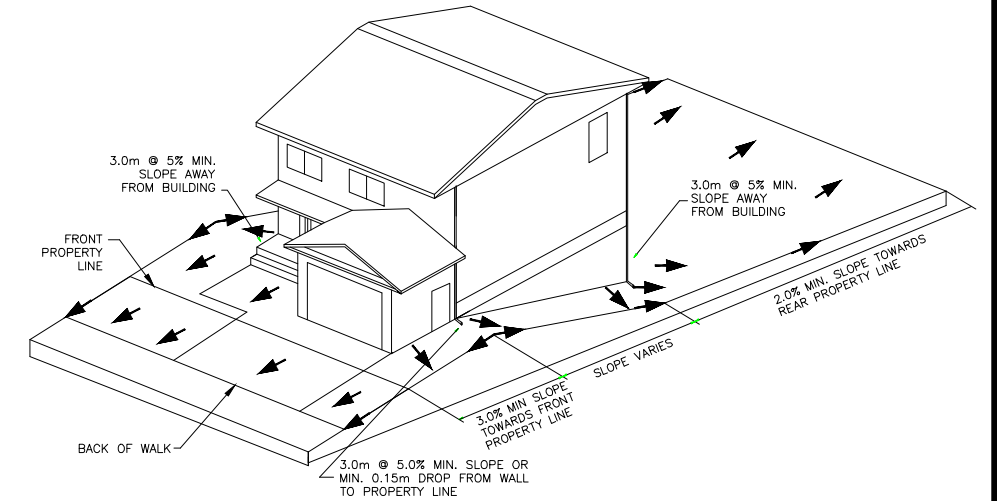 3.0m @ 5% MIN.
SLOPE AWAY
FROM BUILDING
FRONT
PROPERTY
LINE
3.0m @ 5% MIN.
SLOPE AWAY
FROM BUILDING
2.0% MIN. SLOPE TOWARDS
REAR PROPERTY LINE
SLOPE VARIES
3.0% MIN SLOPE
TOWARDS FRONT
PROPERTY LINE
BACK OF WALK
3.0m @ 5.0% MIN. SLOPE OR
MIN. 0.15m DROP FROM WALL
TO PROPERTY LINE